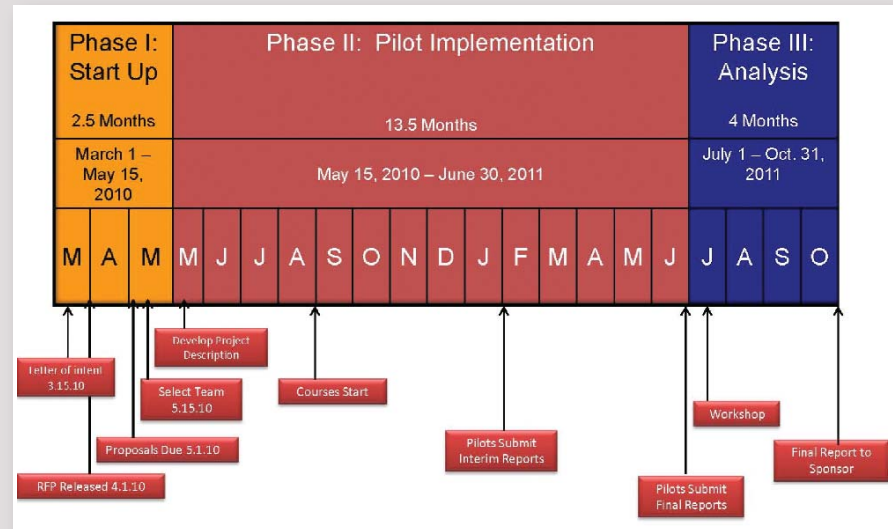 Phase I:
Start Up
2.5 Months
Phase II: Pilot Implementation
13.5 Months
Phase III:
Analysis
4 Months
March 1 –
May 15,
2010
May 15, 2010 – June 30, 2011
July 1 – Oct. 31,
2011
M A M M J J A S O N D J F M A M J J A S O
Develop Project
Description
Letter of intent
3.15.10
Select Team
5.15.10
Courses Start
Workshop
Proposals Due 5.1.10
Pilots Submit
Interim Reports
Final Report to
Sponsor
RFP Released 4.1.10
Pilots Submit
Final Reports